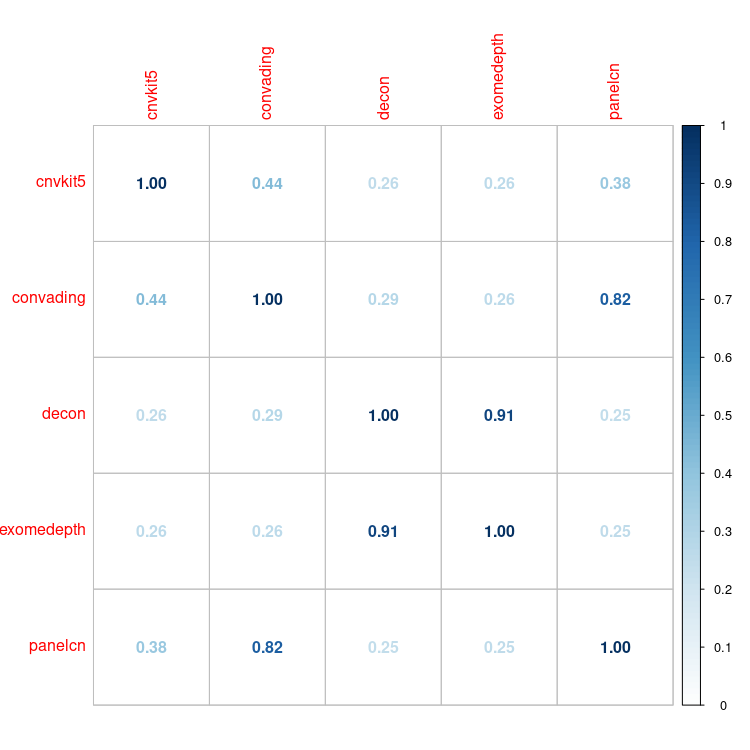 cnvkit5 convading decon exomedepth panelcn
cnvkit5 1.00 0.44 0.26 0.26 0.38
convading 0.44 1.00 0.29 0.26 0.82
decon 0.26 0.29 1.00 0.91 0.25
exomedepth 0.26 0.26 0.91 1.00 0.25
panelcn 0.38 0.82 0.25 0.25 1.00
1
0.9
0.8
0.7
0.6
0.5
0.4
0.3
0.2
0.1
0